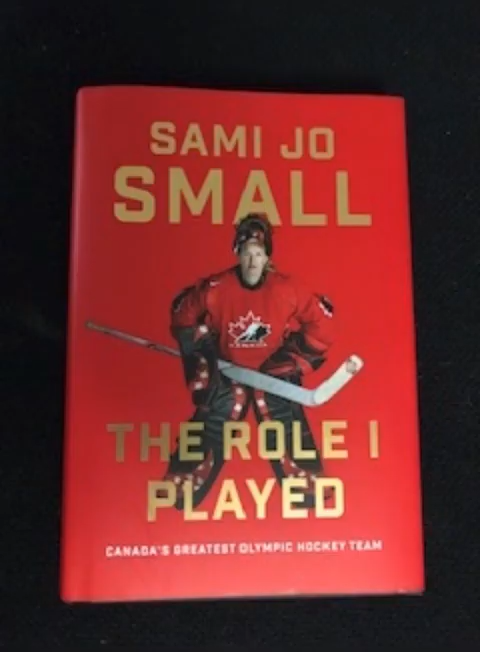 SAMI JO
SMALL
THE ROLE I
PLAYED
CANADA'S GREATEST OLYMPIC HOCKEY TEAM